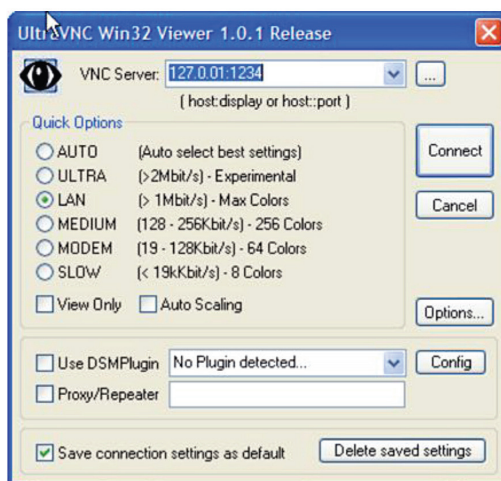 UltraVNC Win32 Viewer 1.0.1 Release
VNC Server: 127.0.01:1234 ...
( host:display or host::port )
Quick Options
AUTO (Auto select best settings)
Connect
ULTRA (>2Mbit/s) - Experimental
LAN (> 1Mbit/s) - Max Colors
Cancel
MEDIUM (128 - 256Kbit/s) - 256 Colors
MODEM (19 - 128Kbit/s) - 64 Colors
SLOW (< 19kKbit/s) - 8 Colors
View Only Auto Scaling
Options...
Use DSMPlugin No Plugin detected... Config
Proxy/Repeater
Save connection settings as default Delete saved settings